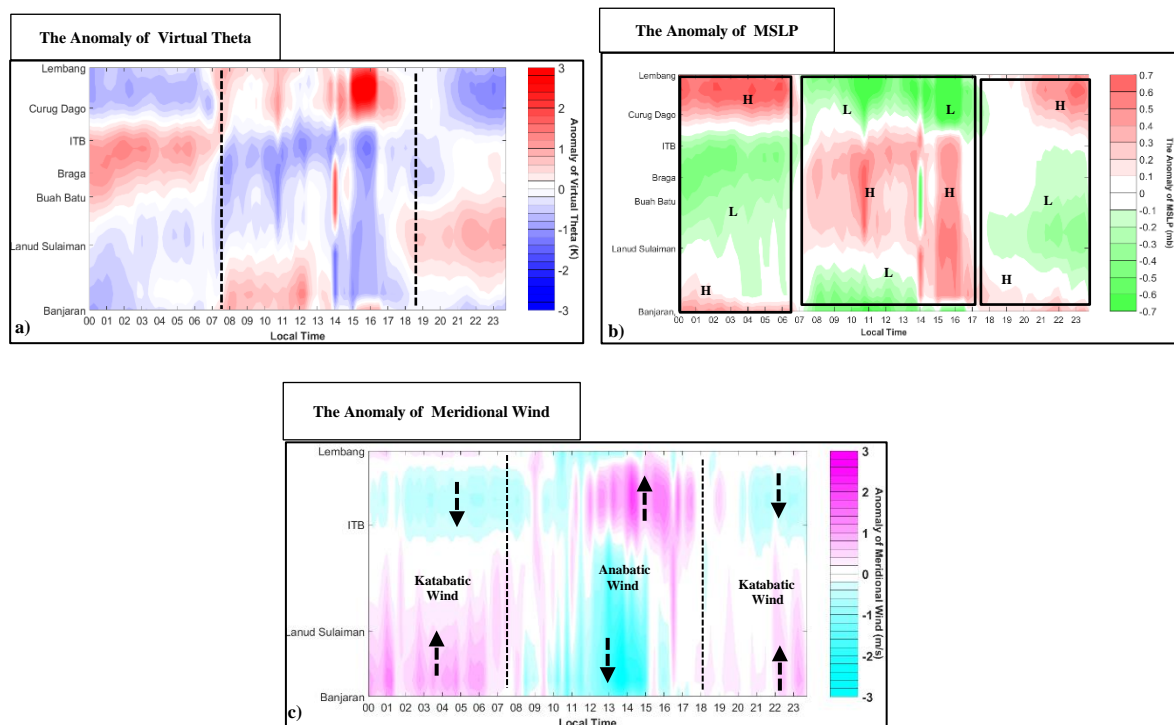 The Anomaly of Virtual Theta
Lembang
Curug Dago
ITB
Braga
Buah Batu
Lanud Sulaiman
Banjaran
00 01 02 03 04 05 06 07 08 09 10 11 12 13 14 15 16 17 18 19 20 21 22 23
Local Time
a)
3
2
1
0
-1
-2
-3
Anomaly of Virtual Theta (K)
The Anomaly of MSLP
Lembang
Curug Dago
ITB
Braga
Buah Batu
Lanud Sulaiman
Banjaran
H
L
H
L
L
H
H
L
H
L
H
00 01 02 03 04 05 06 07 08 09 10 11 12 13 14 15 16 17 18 19 20 21 22 23
Local Time
b)
0.7
0.6
0.5
0.4
0.3
0.2
0.1
0
-0.1
-0.2
-0.3
-0.4
-0.5
-0.6
-0.7
The Anomaly of MSLP (mb)
The Anomaly of Meridional Wind
Lembang
ITB
Lanud Sulaiman
Banjaran
Katabatic
Wind
Anabatic
Wind
Katabatic
Wind
00 01 02 03 04 05 06 07 08 09 10 11 12 13 14 15 16 17 18 19 20 21 22 23
Local Time
c)
3
2
1
0
-1
-2
-3
Anomaly of Meridional Wind (m/s)